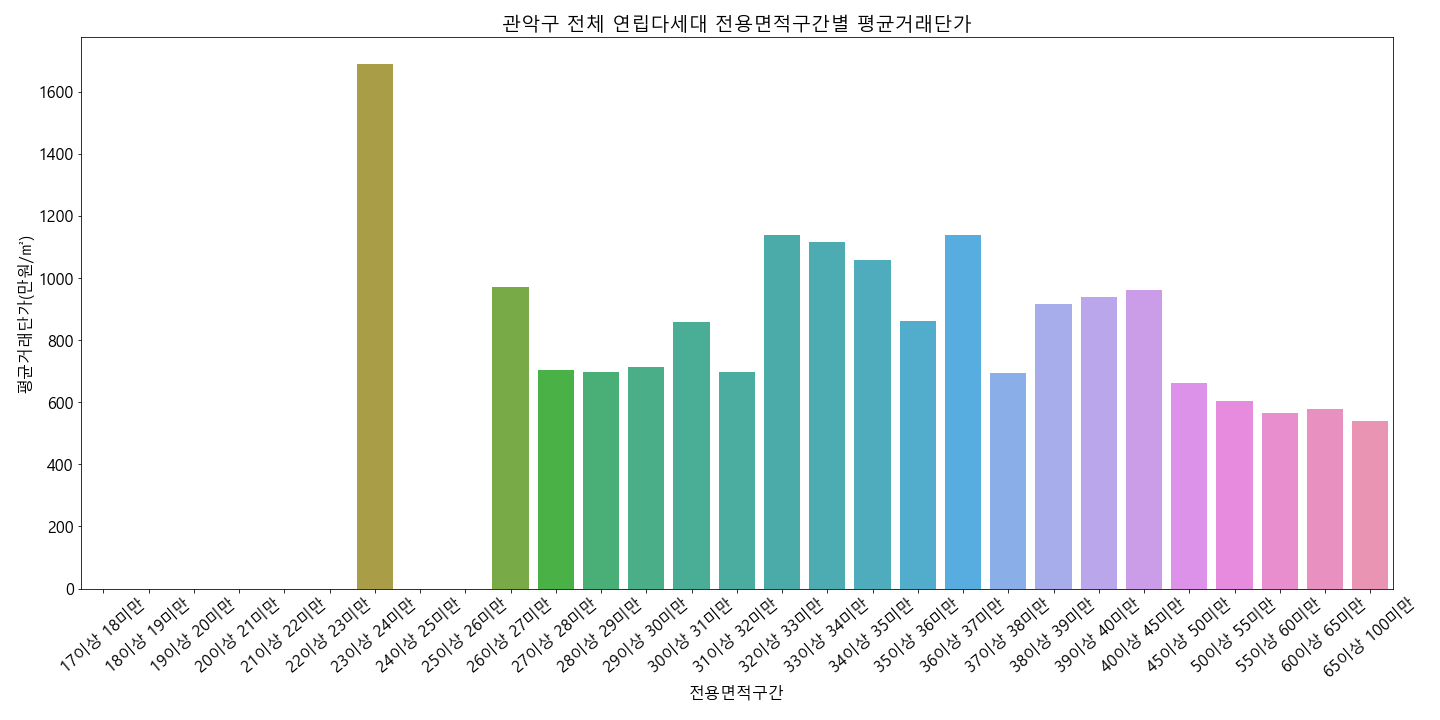 관악구 전체 연립다세대 전용면적구간별 평균거래단가
평균거래단가(만원/㎡)
1600
1400
1200
1000
800
600
400
200
0
17이상 18미만
18이상 19미만
19이상 20미만
20이상 21미만
21이상 22미만
22이상 23미만
23이상 24미만
24이상 25미만
25이상 26미만
26이상 27미만
27이상 28미만
28이상 29미만
29이상 30미만
30이상 31미만
31이상 32미만
32이상 33미만
33이상 34미만
34이상 35미만
35이상 36미만
36이상 37미만
37이상 38미만
38이상 39미만
39이상 40미만
40이상 45미만
45이상 50미만
50이상 55미만
55이상 60미만
60이상 65미만
65이상 100미만
전용면적구간